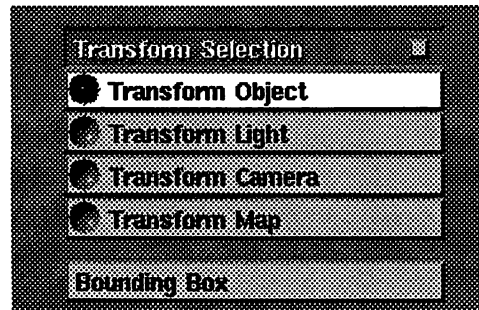 Transform Selection
Transform Object
Transform Light
Transform Camera
Transform Map
Bounding Box